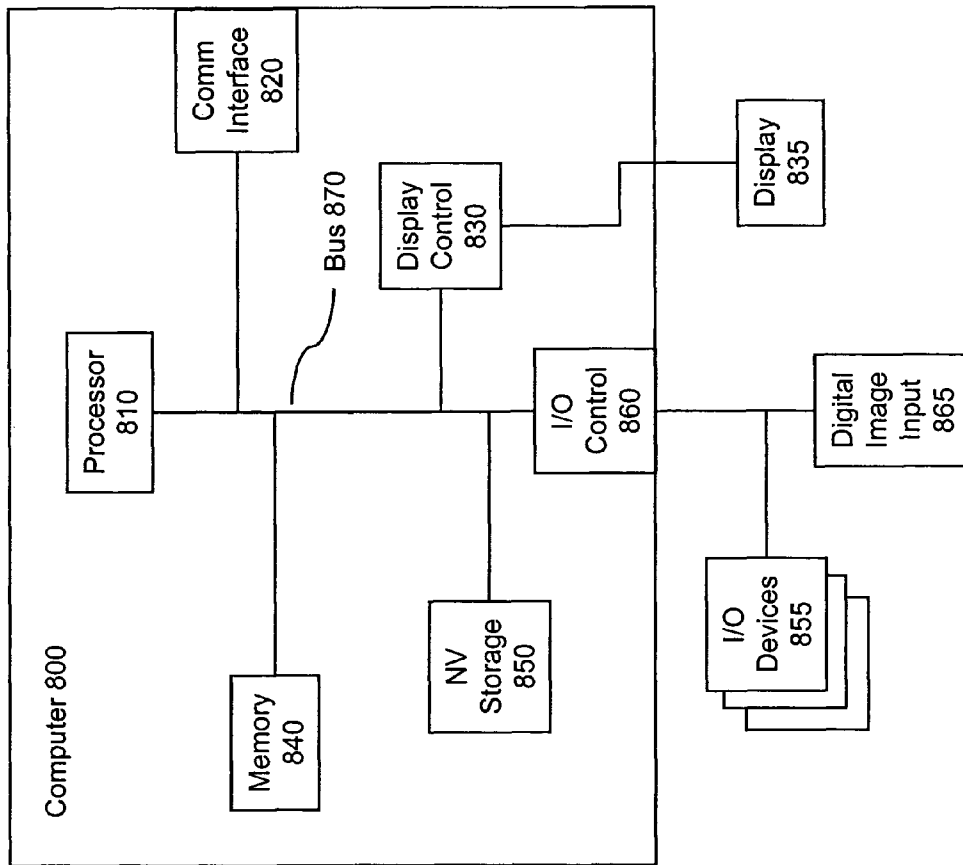 Computer 800
Processor
810
Comm
Interface
820
Memory
840
Bus 870
NV
Storage
850
Display
Control
830
I/O
Control
860
I/O
Devices
855
Digital
Image
Input
865
Display
835